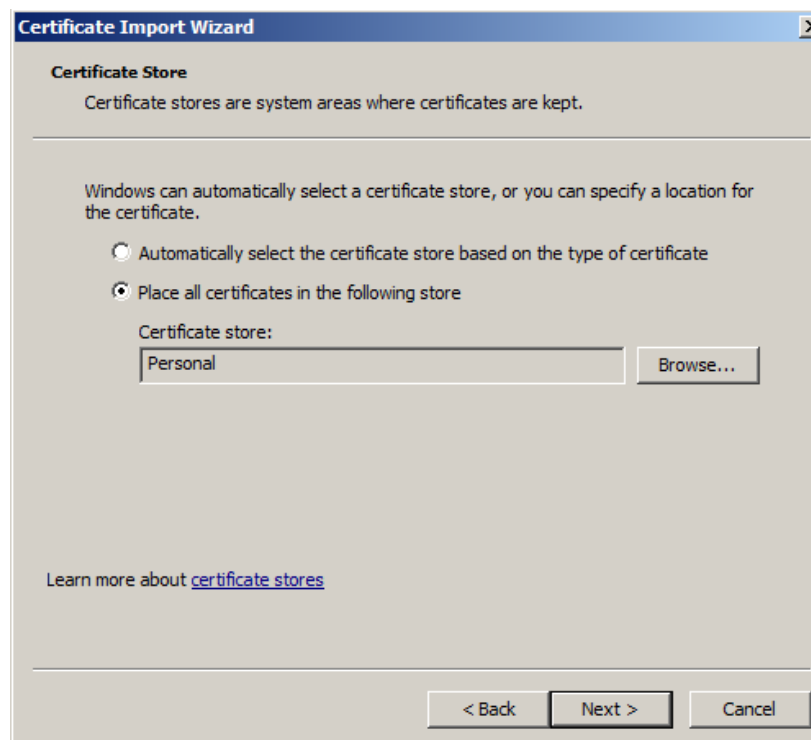 Certificate Import Wizard
Certificate Store
Certificate stores are system areas where certificates are kept.
Windows can automatically select a certificate store, or you can specify a location for
the certificate.
Automatically select the certificate store based on the type of certificate
Place all certificates in the following store
Certificate store:
Personal
Browse...
Learn more about certificate stores
< Back
Next >
Cancel